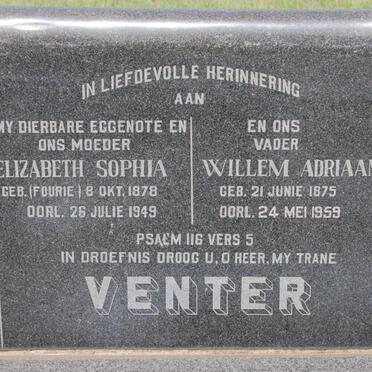 IN LIEFDEVOLLE HERINNERING
AAN
MY DIERBARE EGGENOTE EN
ONS MOEDER
ELIZABETH SOPHIA
GEB. (FOURIE) 8 OKT. 1878
OORL. 26 JULIE 1949
EN ONS
VADER
WILLEM ADRIAAN
GEB. 21 JUNIE 1875
OORL. 24 MEI 1959
PSALM 116 VERS 5
IN DROEFNIS DROOG U, O HEER, MY TRANE
VENTER